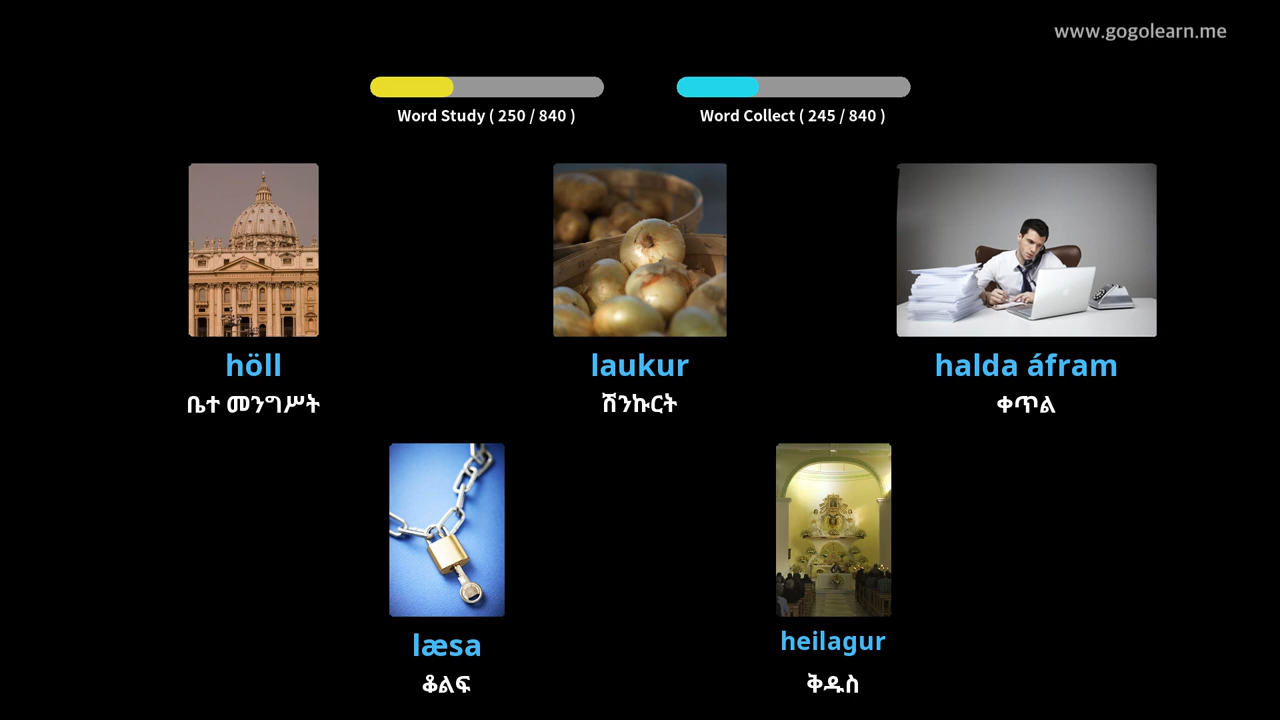 www.gogolearn.me
Word Study ( 250 / 840 )
Word Collect ( 245 / 840 )
höll
laukur
halda áfram
ቤተ መንግሥት
ሽንኩርት
ቀጥል
læsa
heilagur
ቆልፍ
ቅዱስ